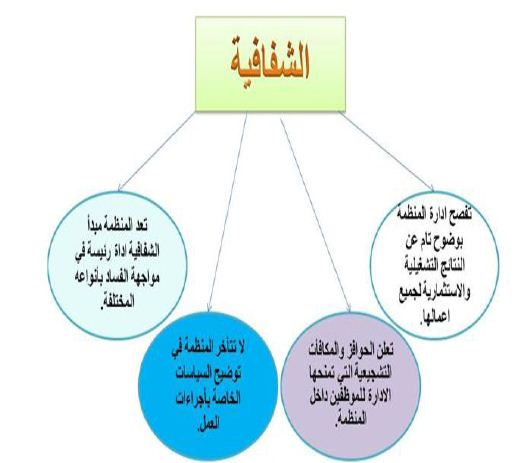 الشفافية
تفصح ادارة المنظمة
بوضوح تام عن
النتائج التشغيلية
والاستثمارية لجميع
اعمالها.
تعلن الحوافز والمكافآت
التشجيعية التي تمنحها
الادارة للموظفين داخل
المنظمة.
لا تتأخر المنظمة في
توضيح السياسات
الخاصة بأجراءات
العمل.
تعد المنظمة مبدأ
الشفافية اداة رئيسة في
مواجهة الفساد بأنواعه
المختلفة.